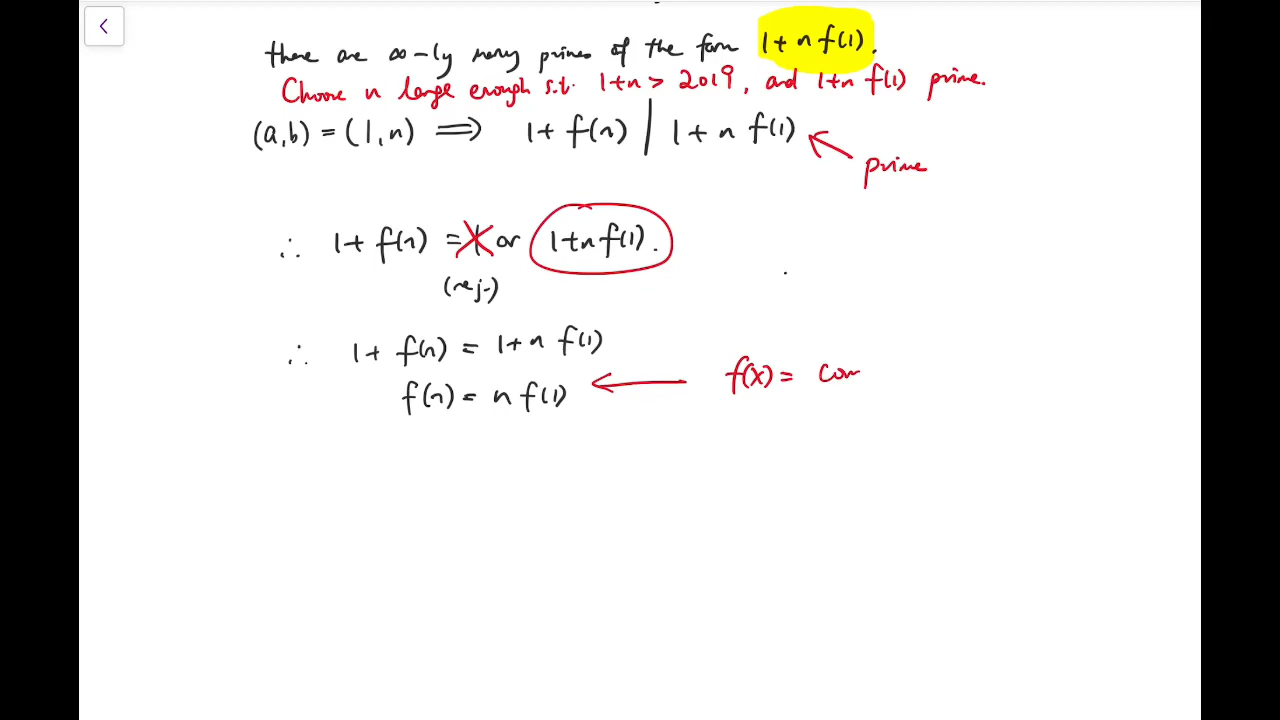 there are ∞-ly many primes of the form 1+n f(1).
Choose n large enough s.t. 1+n > 2019, and 1+n f(1) prime.
(a,b) = (1,n) ⟹ 1+ f(n) | 1+n f(1)
prime
∴ 1+ f(n) = 1 or 1+n f(1).
(rej.)
∴ 1+ f(n) = 1+n f(1)
f(n) = n f(1) ← f(x) = con